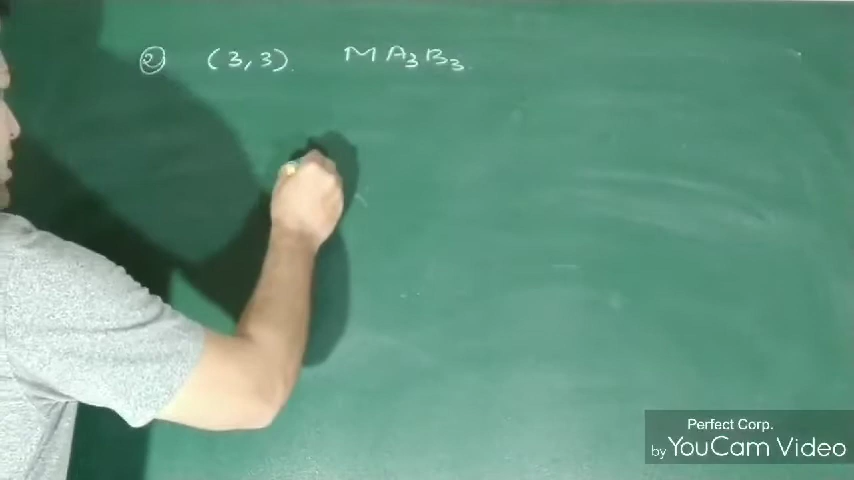 ② (3,3). MA₃B₃.
Perfect Corp.
by YouCam Video